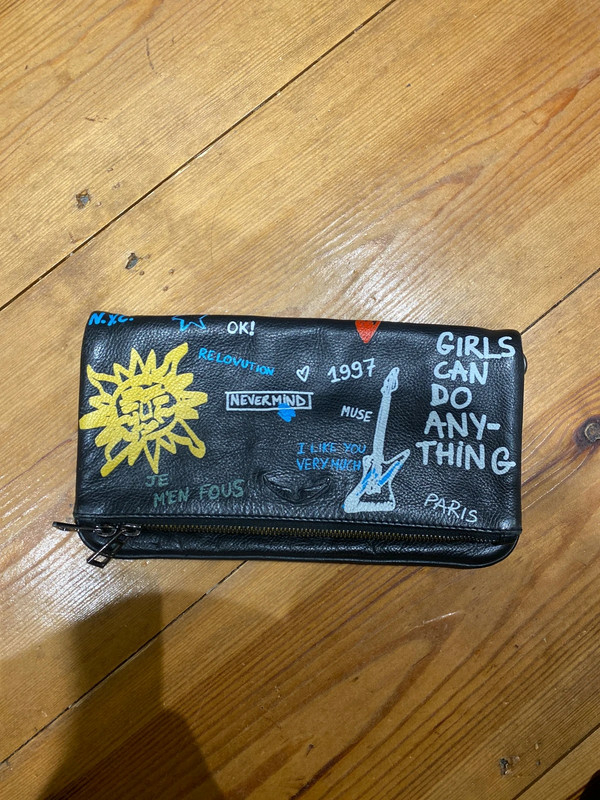 N.Y.C.
OK!
RELOVUTION
1997
NEVERMIND
MUSE
I LIKE YOU
VERY MUCH
JE
M'EN FOUS
GIRLS
CAN
DO
ANY-
THING
PARIS